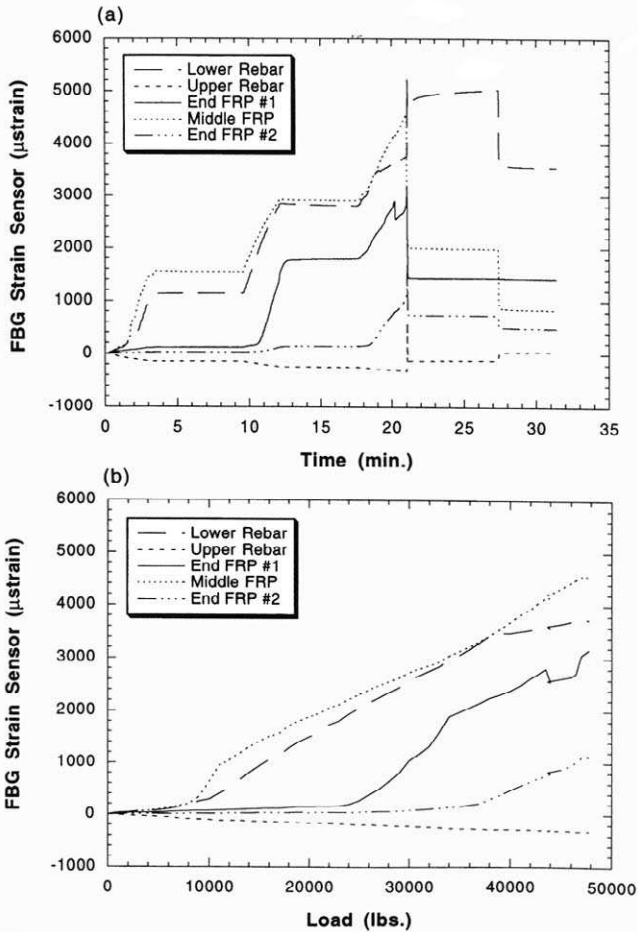 (a)
6000
5000
4000
3000
2000
1000
0
-1000
FBG Strain Sensor (µstrain)
Lower Rebar
Upper Rebar
End FRP #1
Middle FRP
End FRP #2
0 5 10 15 20 25 30 35
Time (min.)
(b)
6000
5000
4000
3000
2000
1000
0
-1000
FBG Strain Sensor (µstrain)
Lower Rebar
Upper Rebar
End FRP #1
Middle FRP
End FRP #2
0 10000 20000 30000 40000 50000
Load (lbs.)